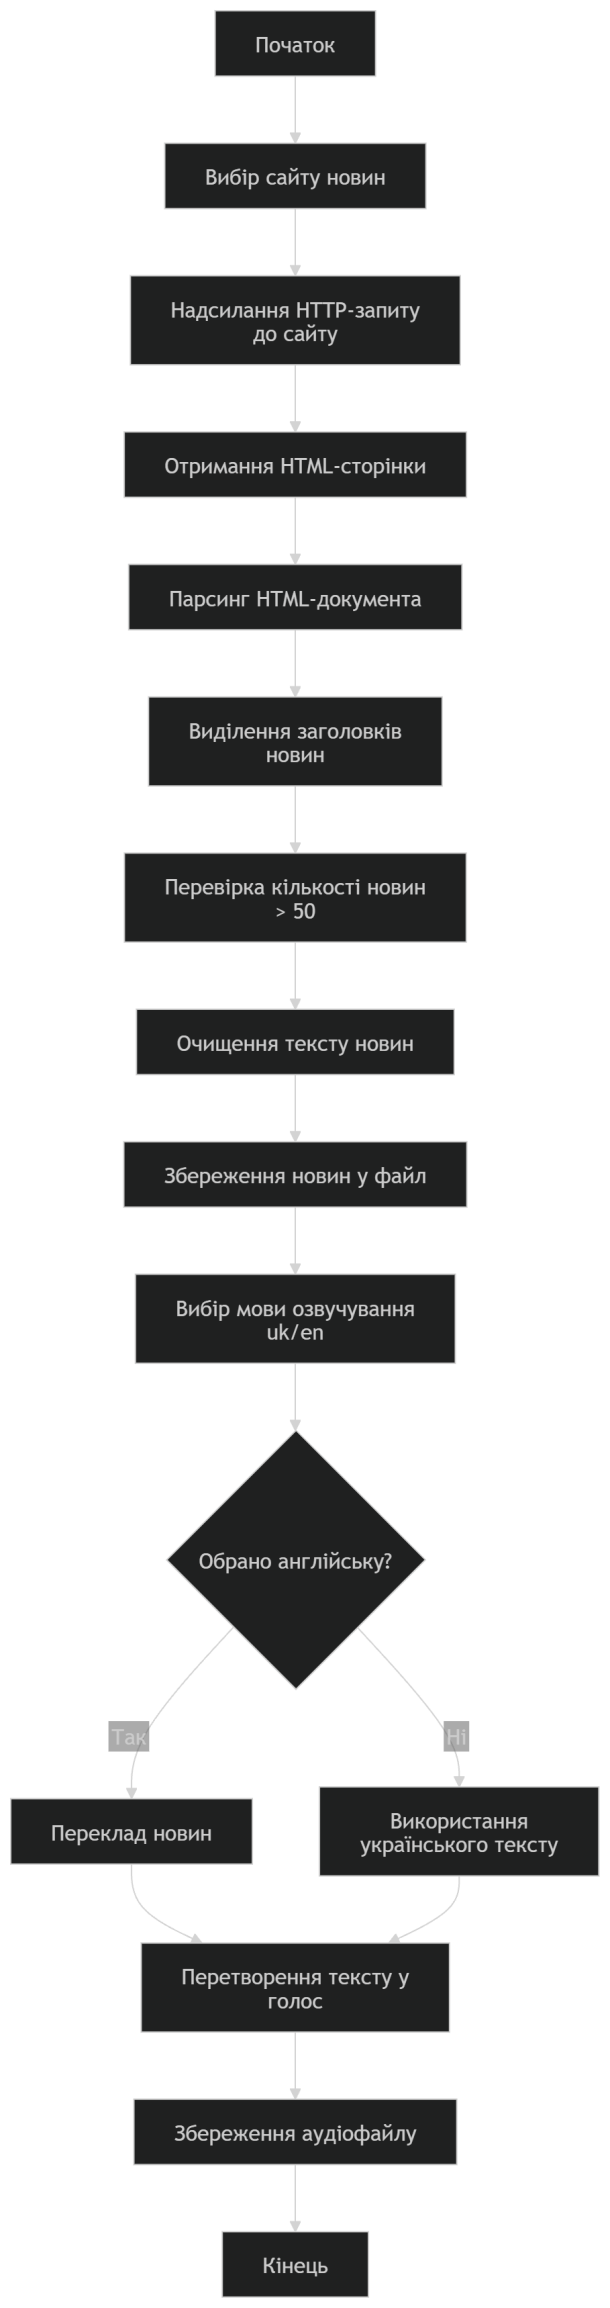 Початок
Вибір сайту новин
Надсилання HTTP-запиту
до сайту
Отримання HTML-сторінки
Парсинг HTML-документа
Виділення заголовків
новин
Перевірка кількості новин
> 50
Очищення тексту новин
Збереження новин у файл
Вибір мови озвучування
uk/en
Обрано англійську?
Так
Ні
Переклад новин
Використання
українського тексту
Перетворення тексту у
голос
Збереження аудіофайлу
Кінець